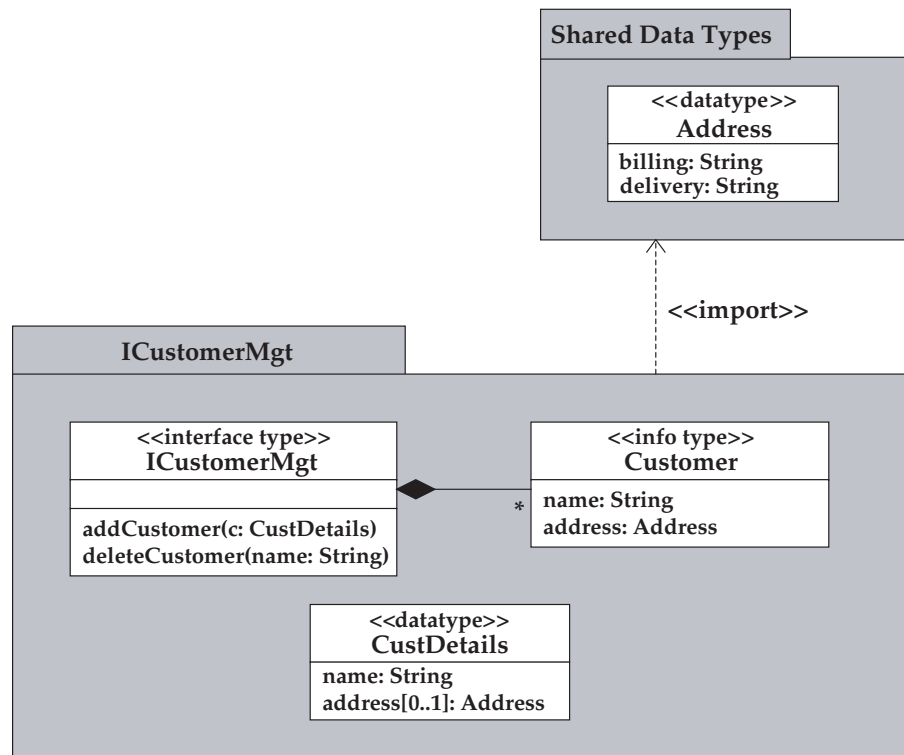 Shared Data Types
<<datatype>>
Address
billing: String
delivery: String
<<import>>
ICustomerMgt
<<interface type>>
ICustomerMgt
addCustomer(c: CustDetails)
deleteCustomer(name: String)
*
<<info type>>
Customer
name: String
address: Address
<<datatype>>
CustDetails
name: String
address[0..1]: Address